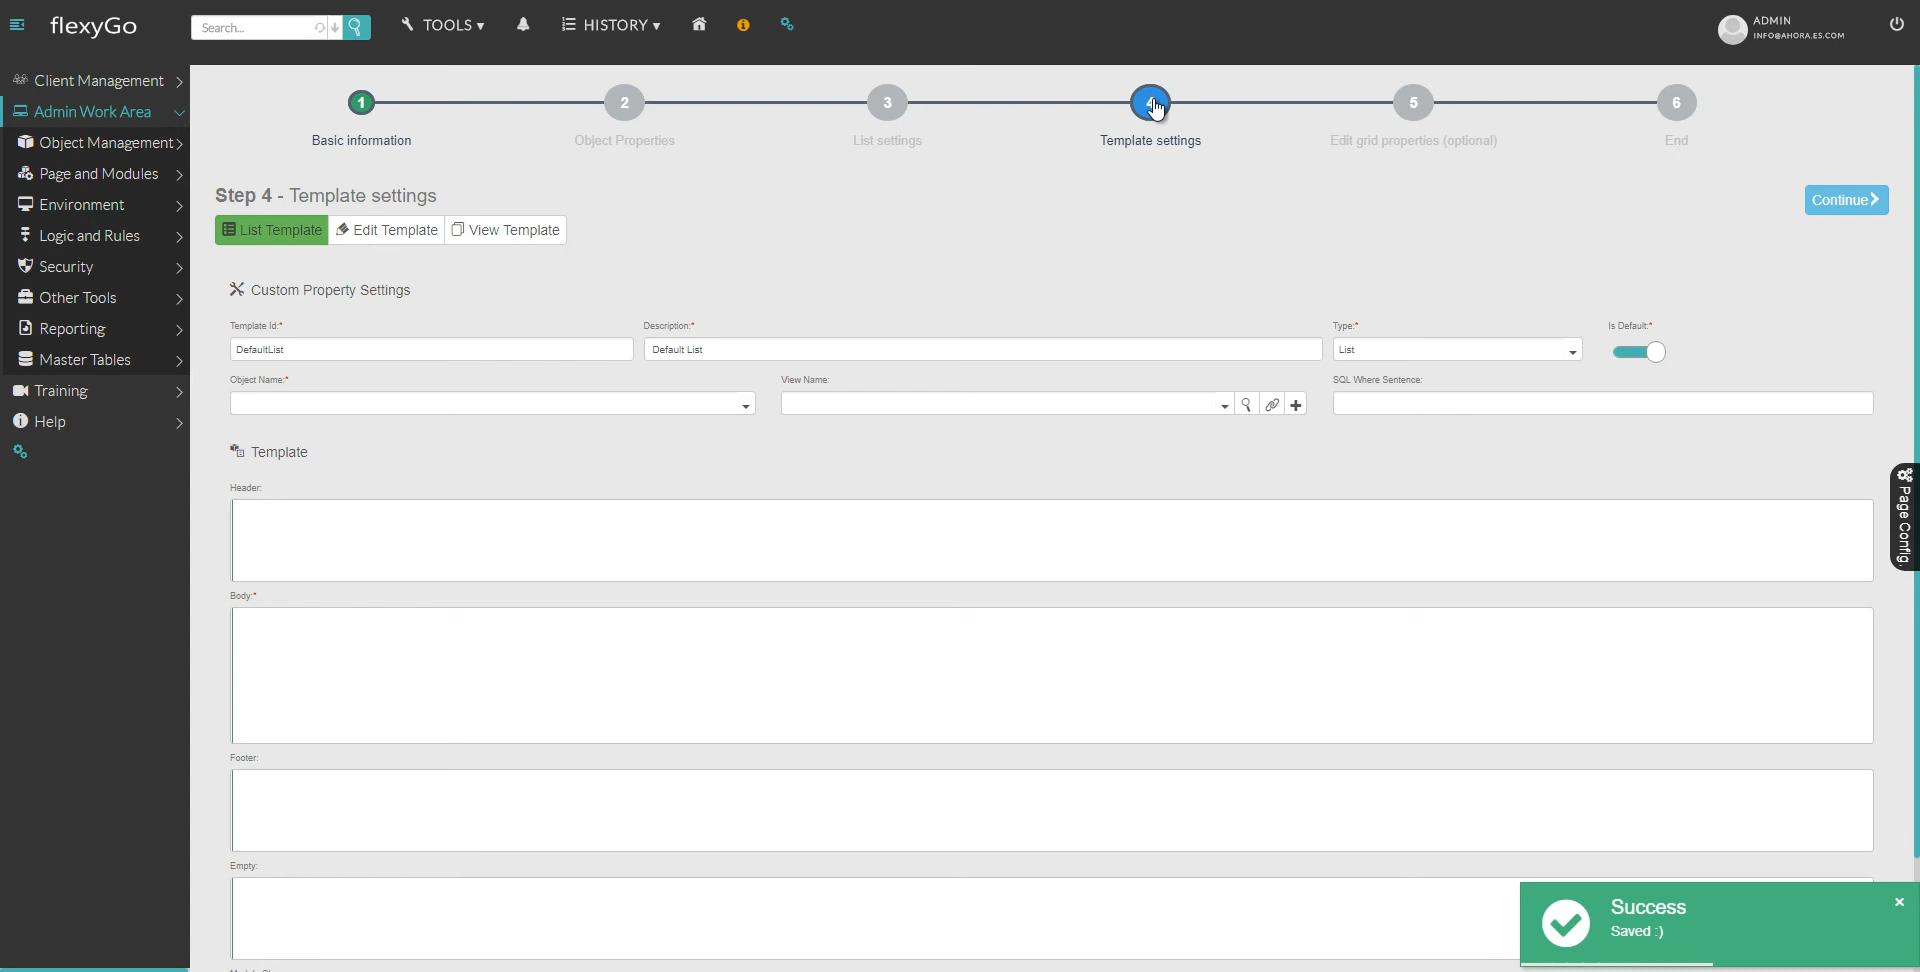 flexyGo
Search...
TOOLS
HISTORY
ADMIN
INFO@AHORA.ES.COM
Client Management
Admin Work Area
Object Management
Page and Modules
Environment
Logic and Rules
Security
Other Tools
Reporting
Master Tables
Training
Help
1
2
3
4
5
6
Basic information
Object Properties
List settings
Template settings
Edit grid properties (optional)
End
Step 4 - Template settings
Continue
List Template
Edit Template
View Template
Custom Property Settings
Template Id:*
Description:*
Type:*
Is Default:*
DefaultList
Default List
List
Object Name:*
View Name:
SQL Where Sentence:
Template
Header:
Body:*
Footer:
Empty:
Page Config.
Success
Saved :)